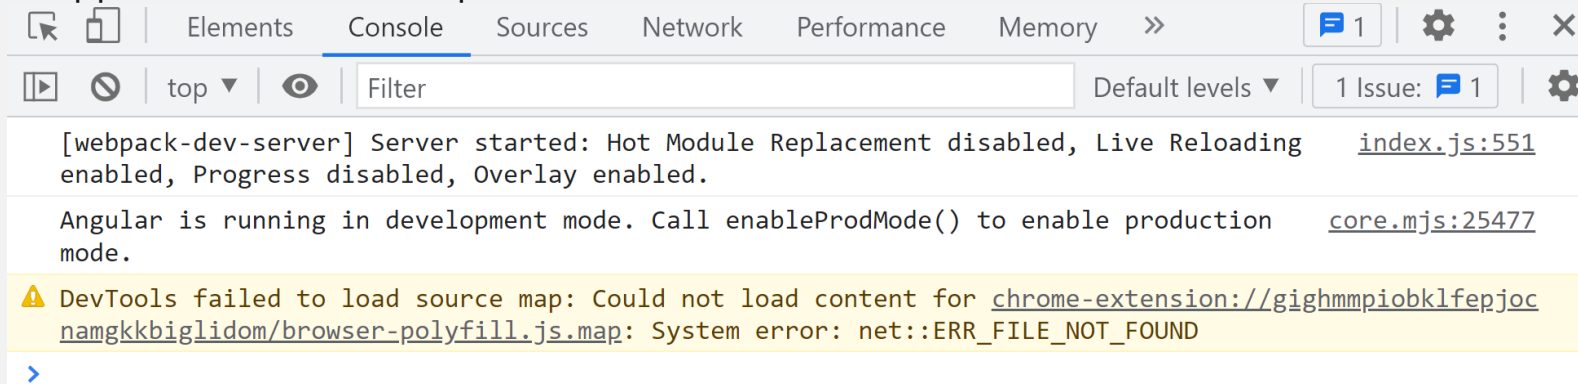 Elements Console Sources Network Performance Memory 1
top Filter Default levels 1 Issue: 1
[webpack-dev-server] Server started: Hot Module Replacement disabled, Live Reloading index.js:551
enabled, Progress disabled, Overlay enabled.
Angular is running in development mode. Call enableProdMode() to enable production core.mjs:25477
mode.
DevTools failed to load source map: Could not load content for chrome-extension://gighmmpiobklfepjoc
namgkkbiglidom/browser-polyfill.js.map: System error: net::ERR_FILE_NOT_FOUND